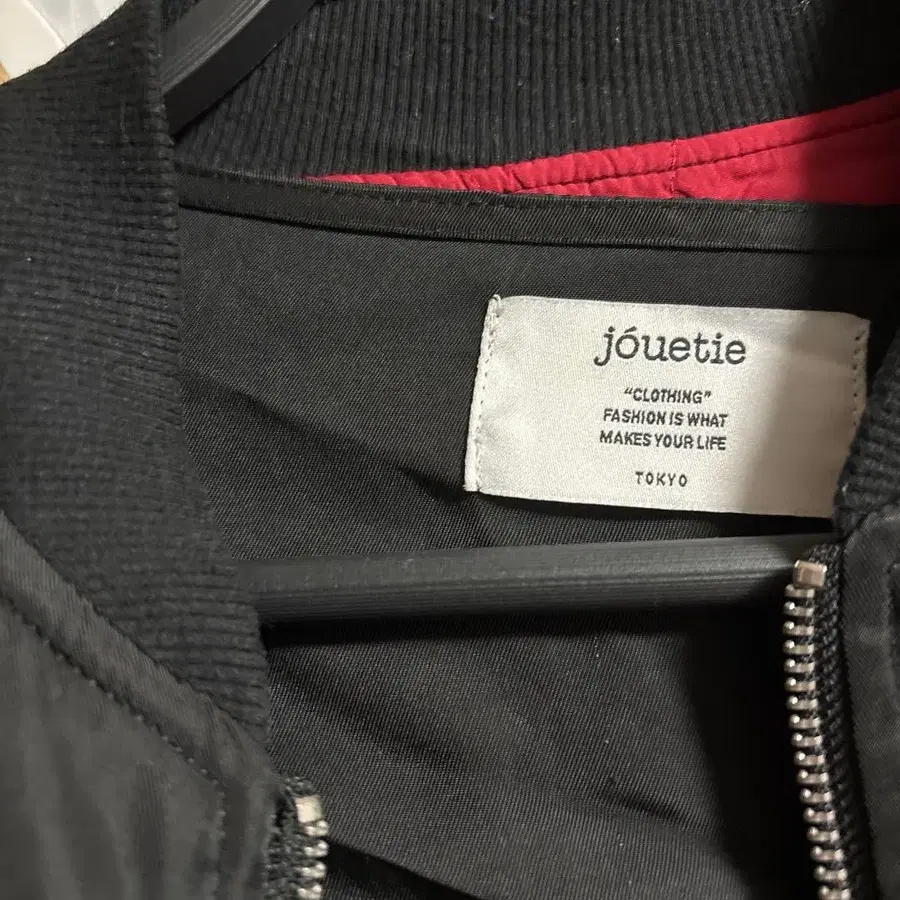 jóuetie
“CLOTHING”
FASHION IS WHAT
MAKES YOUR LIFE
TOKYO